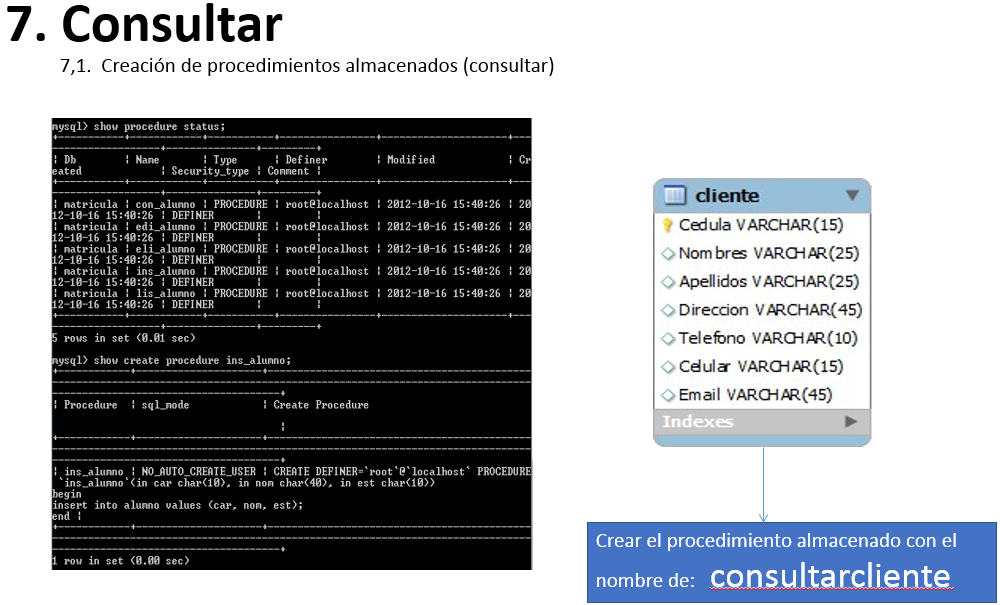 7. Consultar
7,1. Creación de procedimientos almacenados (consultar)
mysql> show procedure status;
+-----------+------------+-----------+----------------+---------------------+---
------------------+---------------+---------+
| Db        | Name       | Type      | Definer        | Modified            | Cr
eated             | Security_type | Comment |
+-----------+------------+-----------+----------------+---------------------+---
------------------+---------------+---------+
| matricula | con_alumno | PROCEDURE | root@localhost | 2012-10-16 15:40:26 | 20
12-10-16 15:40:26 | DEFINER       |         |
| matricula | edi_alumno | PROCEDURE | root@localhost | 2012-10-16 15:40:26 | 20
12-10-16 15:40:26 | DEFINER       |         |
| matricula | eli_alumno | PROCEDURE | root@localhost | 2012-10-16 15:40:26 | 20
12-10-16 15:40:26 | DEFINER       |         |
| matricula | ins_alumno | PROCEDURE | root@localhost | 2012-10-16 15:40:26 | 20
12-10-16 15:40:26 | DEFINER       |         |
| matricula | lis_alumno | PROCEDURE | root@localhost | 2012-10-16 15:40:26 | 20
12-10-16 15:40:26 | DEFINER       |         |
+-----------+------------+-----------+----------------+---------------------+---
------------------+---------------+---------+
5 rows in set (0.01 sec)
mysql> show create procedure ins_alumno;
| Procedure | sql_mode | Create Procedure
|
| ins_alumno | NO_AUTO_CREATE_USER | CREATE DEFINER=`root`@`localhost` PROCEDURE
`ins_alumno`(in car char(10), in nom char(40), in est char(10))
begin
insert into alumno values (car, nom, est);
end |
1 row in set (0.00 sec)
cliente
Cedula VARCHAR(15)
Nombres VARCHAR(25)
Apellidos VARCHAR(25)
Direccion VARCHAR(45)
Telefono VARCHAR(10)
Celular VARCHAR(15)
Email VARCHAR(45)
Indexes
Crear el procedimiento almacenado con el
nombre de: consultarcliente